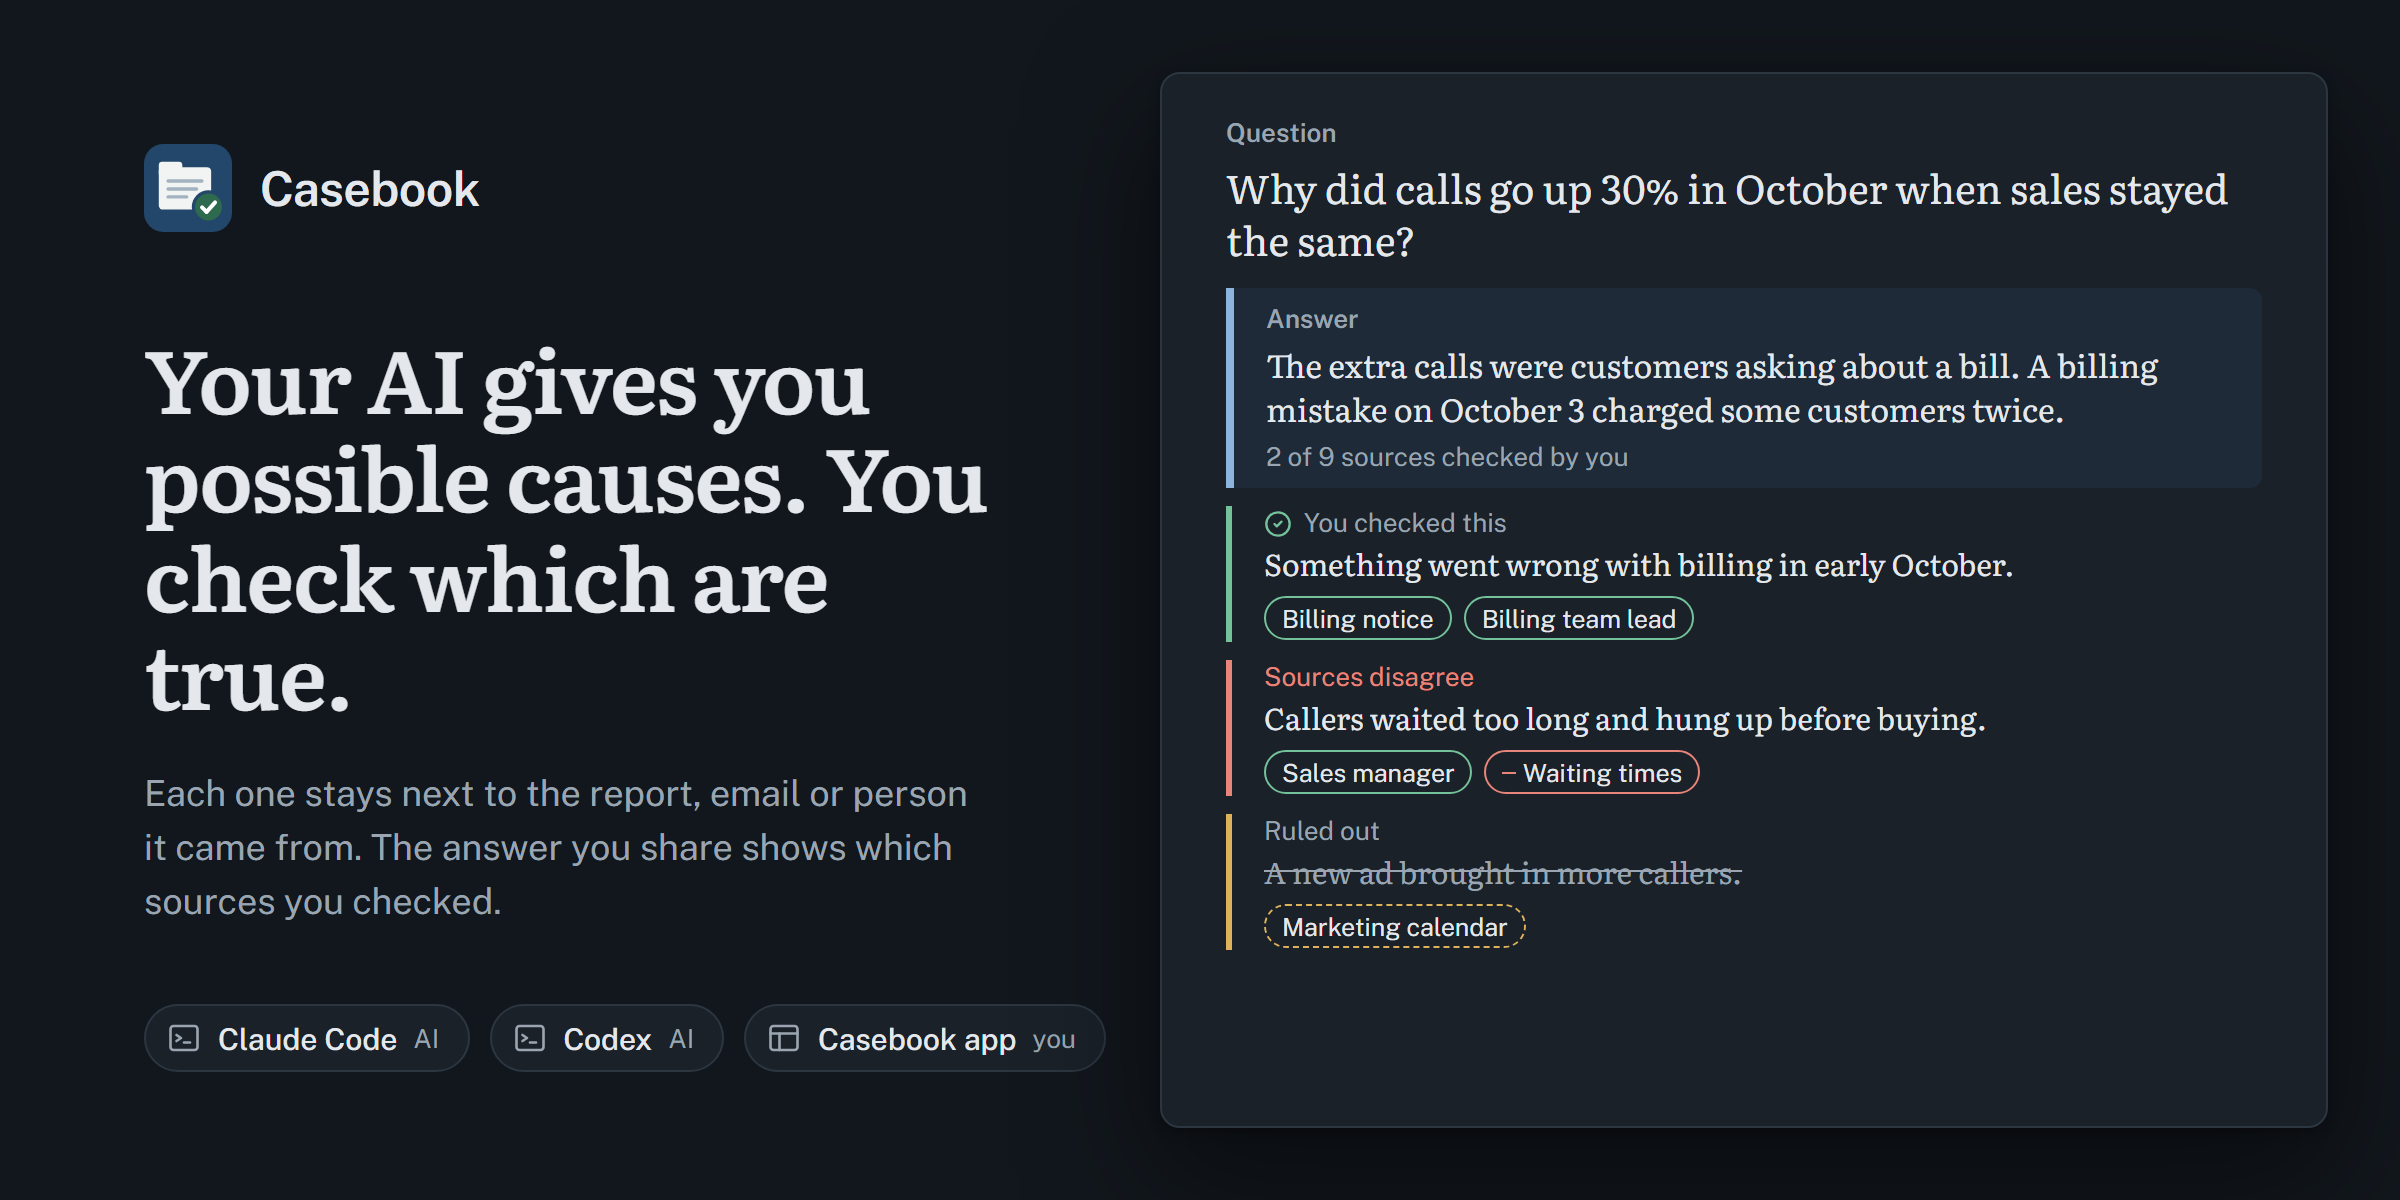 Casebook
Your AI gives you
possible causes. You
check which are
true.
Each one stays next to the report, email or person
it came from. The answer you share shows which
sources you checked.
Claude Code AI
Codex AI
Casebook app you
Question
Why did calls go up 30% in October when sales stayed
the same?
Answer
The extra calls were customers asking about a bill. A billing
mistake on October 3 charged some customers twice.
2 of 9 sources checked by you
You checked this
Something went wrong with billing in early October.
Billing notice
Billing team lead
Sources disagree
Callers waited too long and hung up before buying.
Sales manager
– Waiting times
Ruled out
A new ad brought in more callers.
Marketing calendar